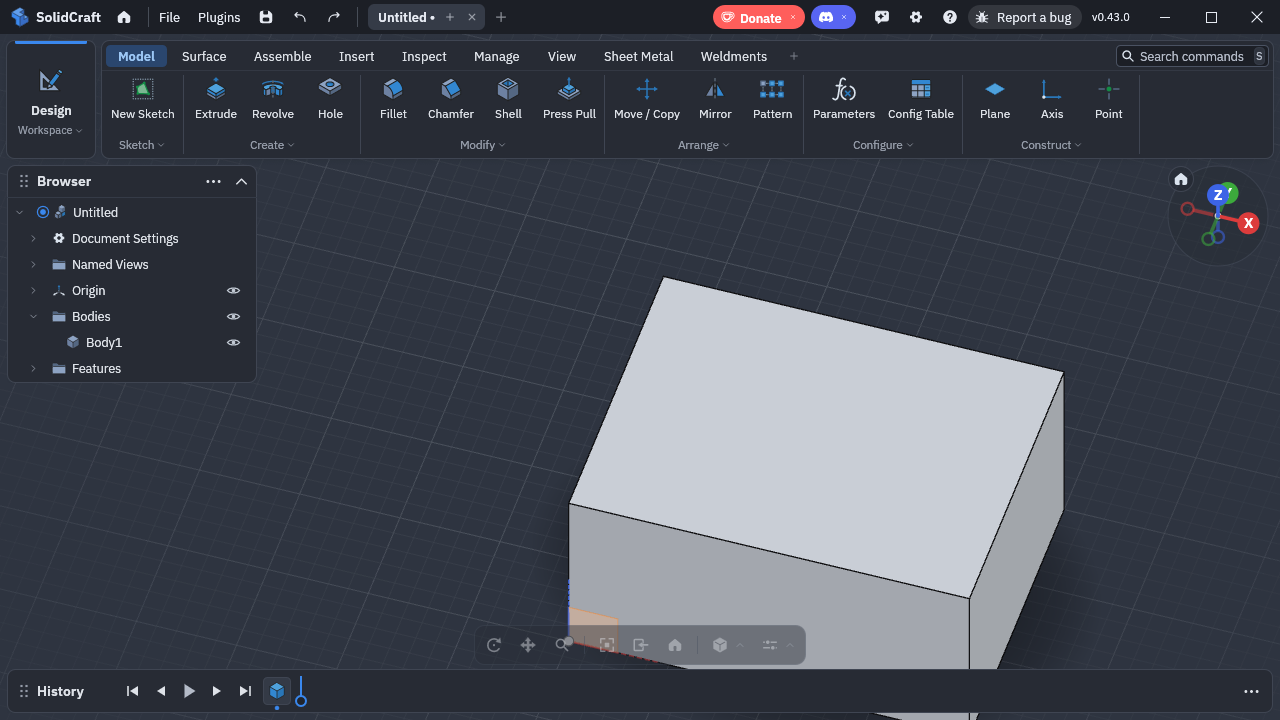 SolidCraft File Plugins Untitled • Donate Report a bug v0.43.0
Model Surface Assemble Insert Inspect Manage View Sheet Metal Weldments Search commands S
Design
Workspace
New Sketch Extrude Revolve Hole Fillet Chamfer Shell Press Pull Move / Copy Mirror Pattern Parameters Config Table Plane Axis Point
Sketch Create Modify Arrange Configure Construct
Browser
Untitled
Document Settings
Named Views
Origin
Bodies
Body1
Features
Z
Y
X
History